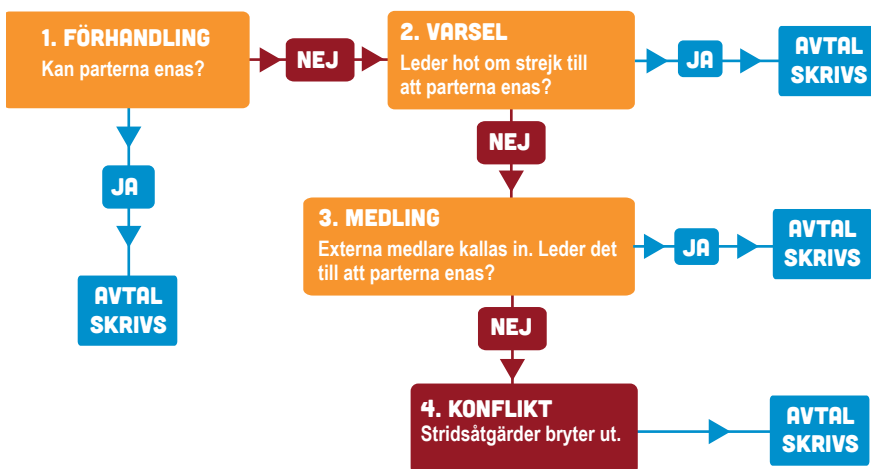 1. FÖRHANDLING
Kan parterna enas?
NEJ
2. VARSEL
Leder hot om strejk till
att parterna enas?
JA
AVTAL
SKRIVS
JA
AVTAL
SKRIVS
NEJ
3. MEDLING
Externa medlare kallas in. Leder det
till att parterna enas?
JA
AVTAL
SKRIVS
NEJ
4. KONFLIKT
Stridsåtgärder bryter ut.
AVTAL
SKRIVS